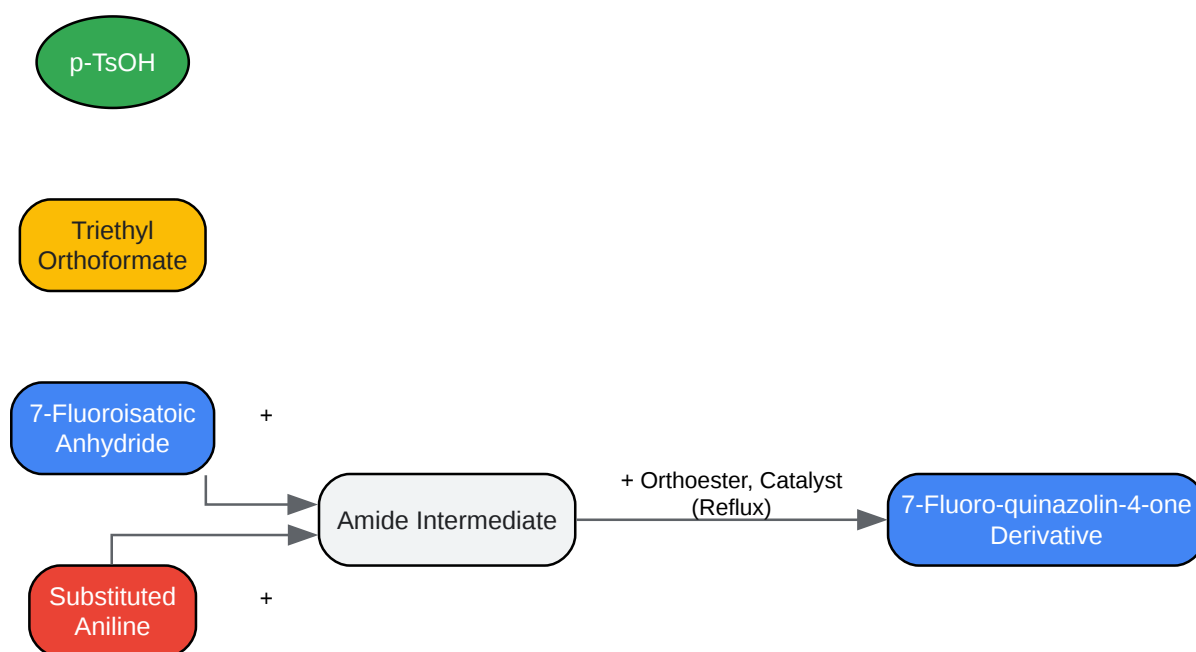 p-TsOH
Triethyl
Orthoformate
7-Fluoroisatoic
Anhydride
+
Amide Intermediate
+ Orthoester, Catalyst
(Reflux)
7-Fluoro-quinazolin-4-one
Derivative
Substituted
Aniline
+